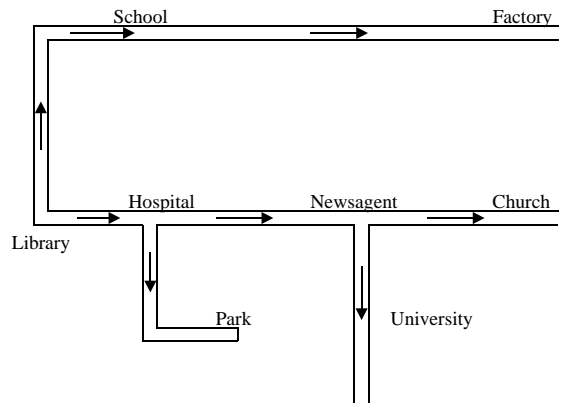 School
Factory
Hospital
Newsagent
Church
Library
Park
University